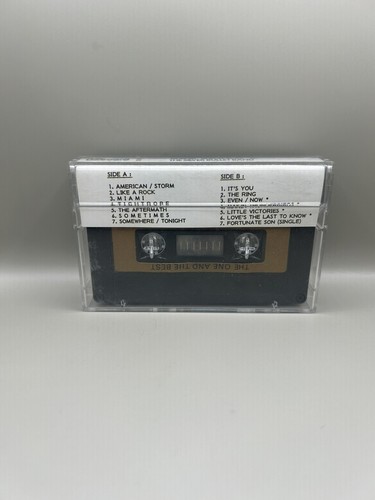 SIDE A :
1. AMERICAN / STORM
2. LIKE A ROCK
3. M I A M I
4. T I G H T R O P E
5. THE AFTERMATH
6. S O M E T I M E S
7. SOMEWHERE / TONIGHT
SIDE B :
1. IT'S YOU
2. THE RING
3. EVEN / NOW *
5. LITTLE VICTORIES *
6. LOVE'S THE LAST TO KNOW *
7. FORTUNATE SON (SINGLE)
THE ONE AND THE BEST